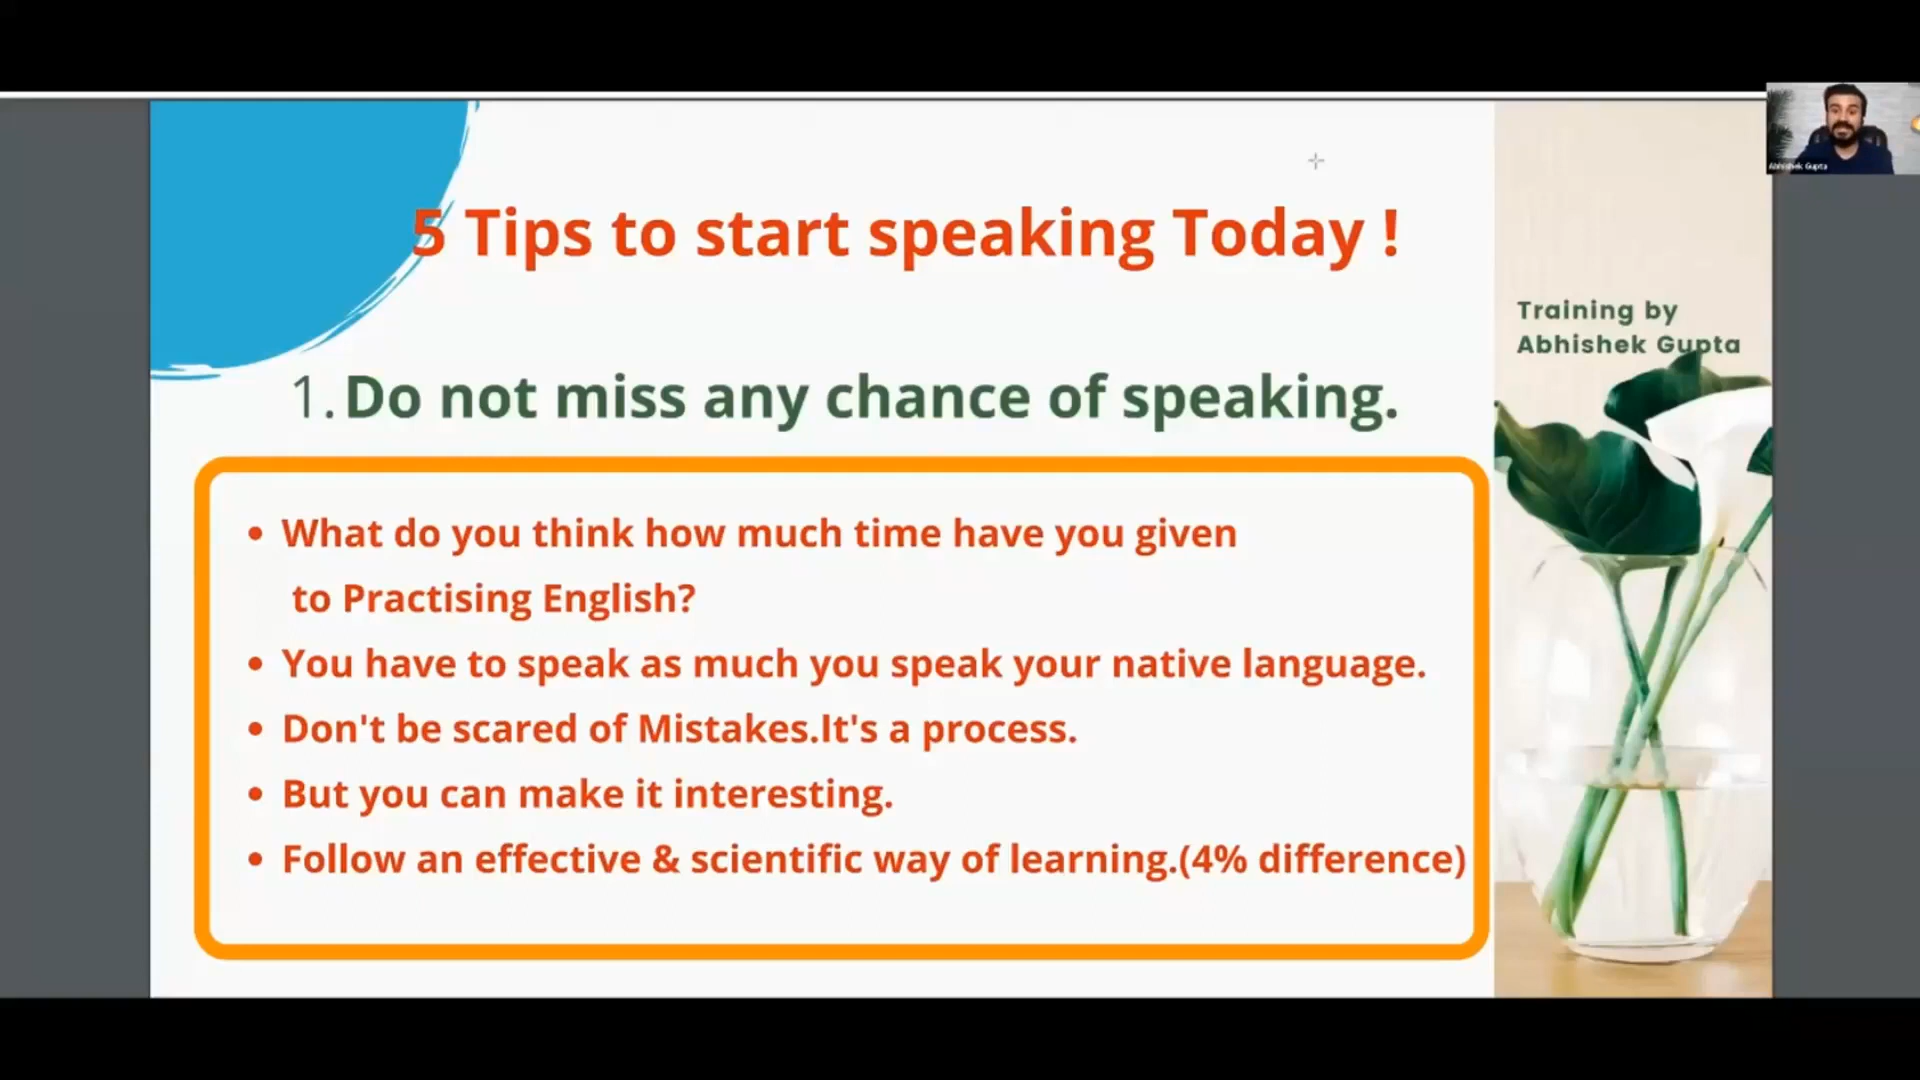 5 Tips to start speaking Today !
Training by
Abhishek Gupta
1. Do not miss any chance of speaking.
• What do you think how much time have you given
to Practising English?
• You have to speak as much you speak your native language.
• Don't be scared of Mistakes.It's a process.
• But you can make it interesting.
• Follow an effective & scientific way of learning.(4% difference)
Abhishek Gupta